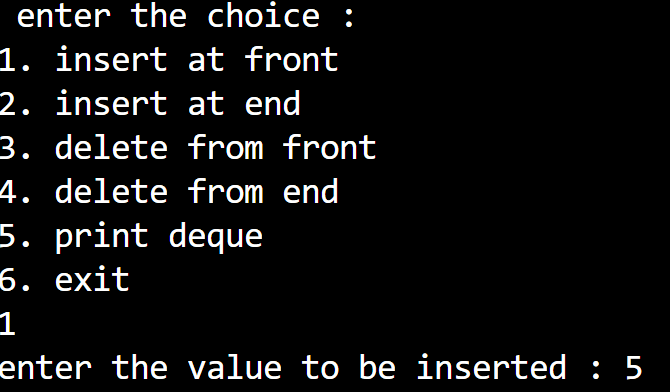 enter the choice :
1. insert at front
2. insert at end
3. delete from front
4. delete from end
5. print deque
6. exit
1
enter the value to be inserted : 5